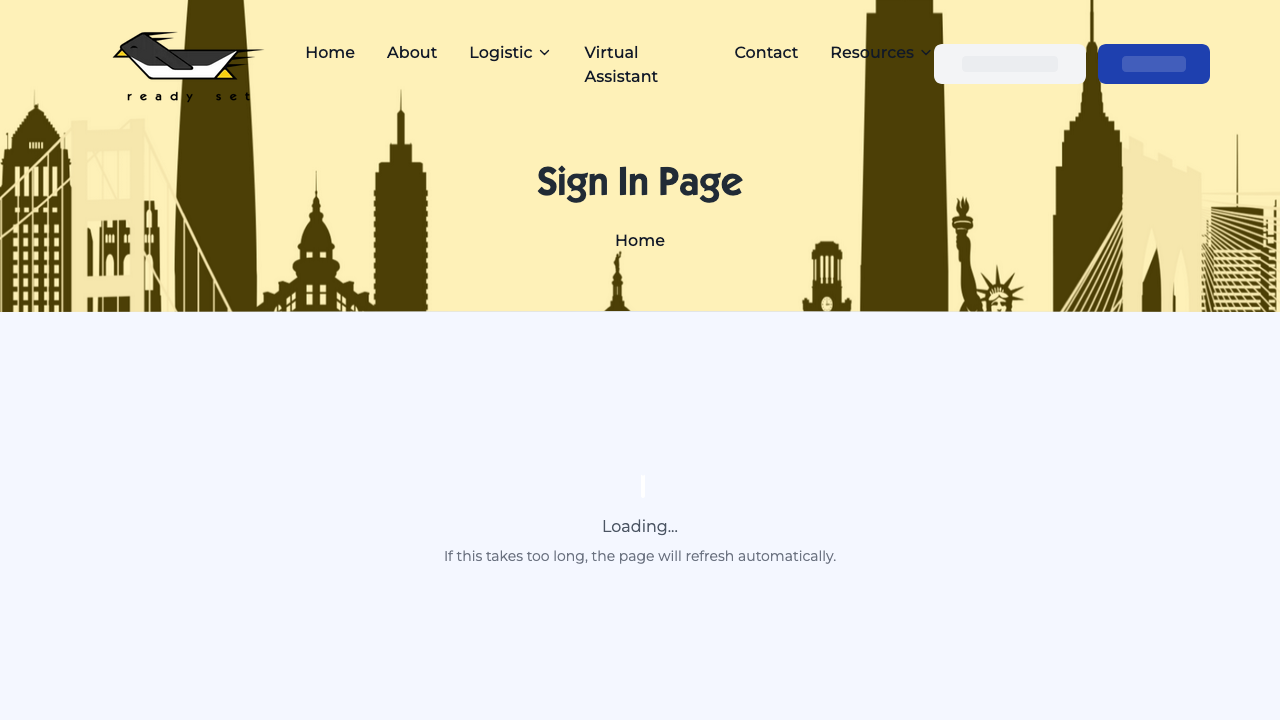 ready set
Home
About
Logistic
Virtual
Assistant
Contact
Resources
Sign In Page
Home
Loading...
If this takes too long, the page will refresh automatically.